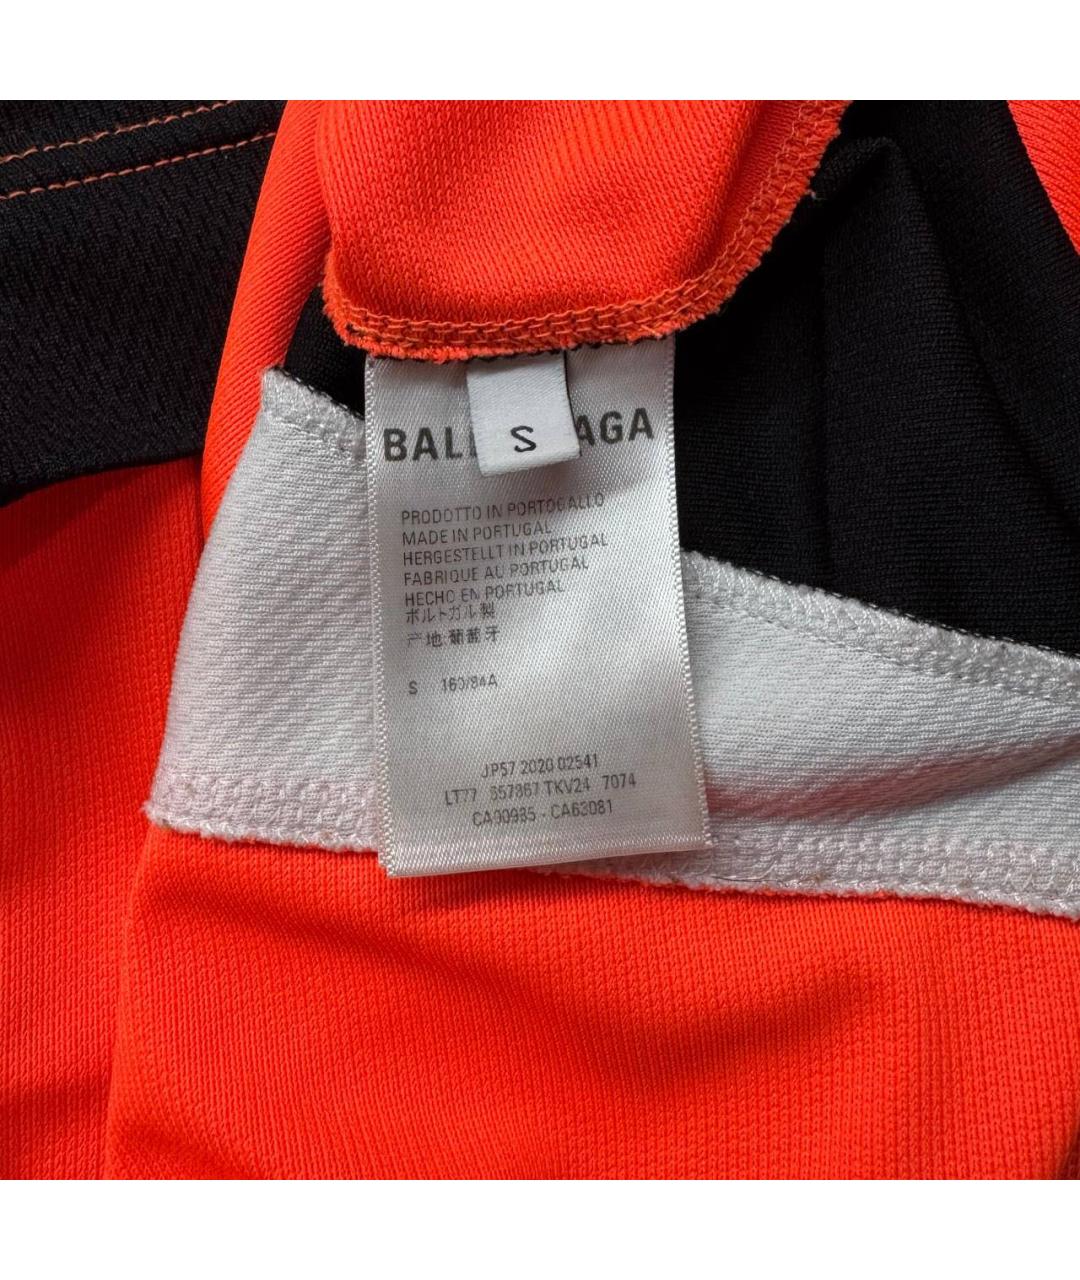 BAL AGA
S
PRODOTTO IN PORTOGALLO
MADE IN PORTUGAL
HERGESTELLT IN PORTUGAL
FABRIQUE AU PORTUGAL
HECHO EN PORTUGAL
ポルトガル製
产地:葡萄牙
S 160/84A
JP57 2020 02541
LT77 657867 TKV24 7074
CA00985 - CA63081